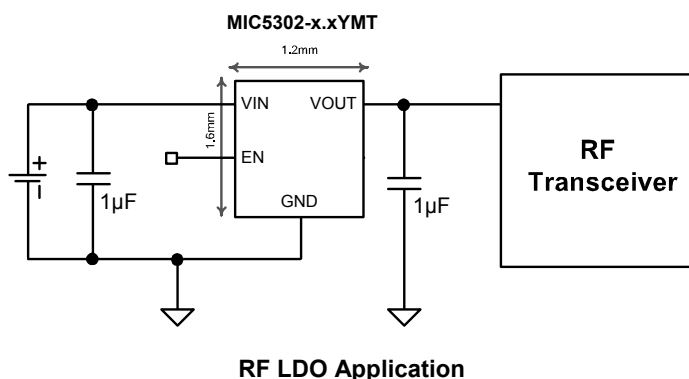 MIC5302-x.xYMT
1.2mm
1.6mm
VIN
VOUT
EN
GND
+
1µF
1µF
RF
Transceiver
RF LDO Application